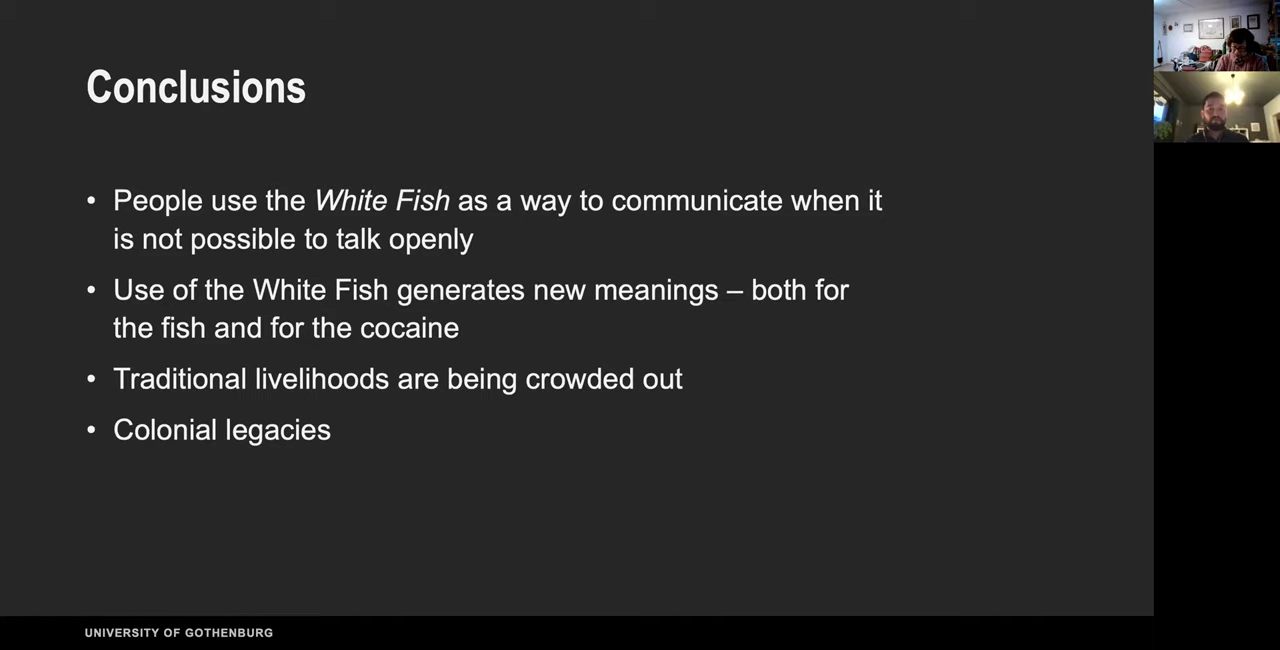 Conclusions
• People use the White Fish as a way to communicate when it
is not possible to talk openly
• Use of the White Fish generates new meanings – both for
the fish and for the cocaine
• Traditional livelihoods are being crowded out
• Colonial legacies
UNIVERSITY OF GOTHENBURG